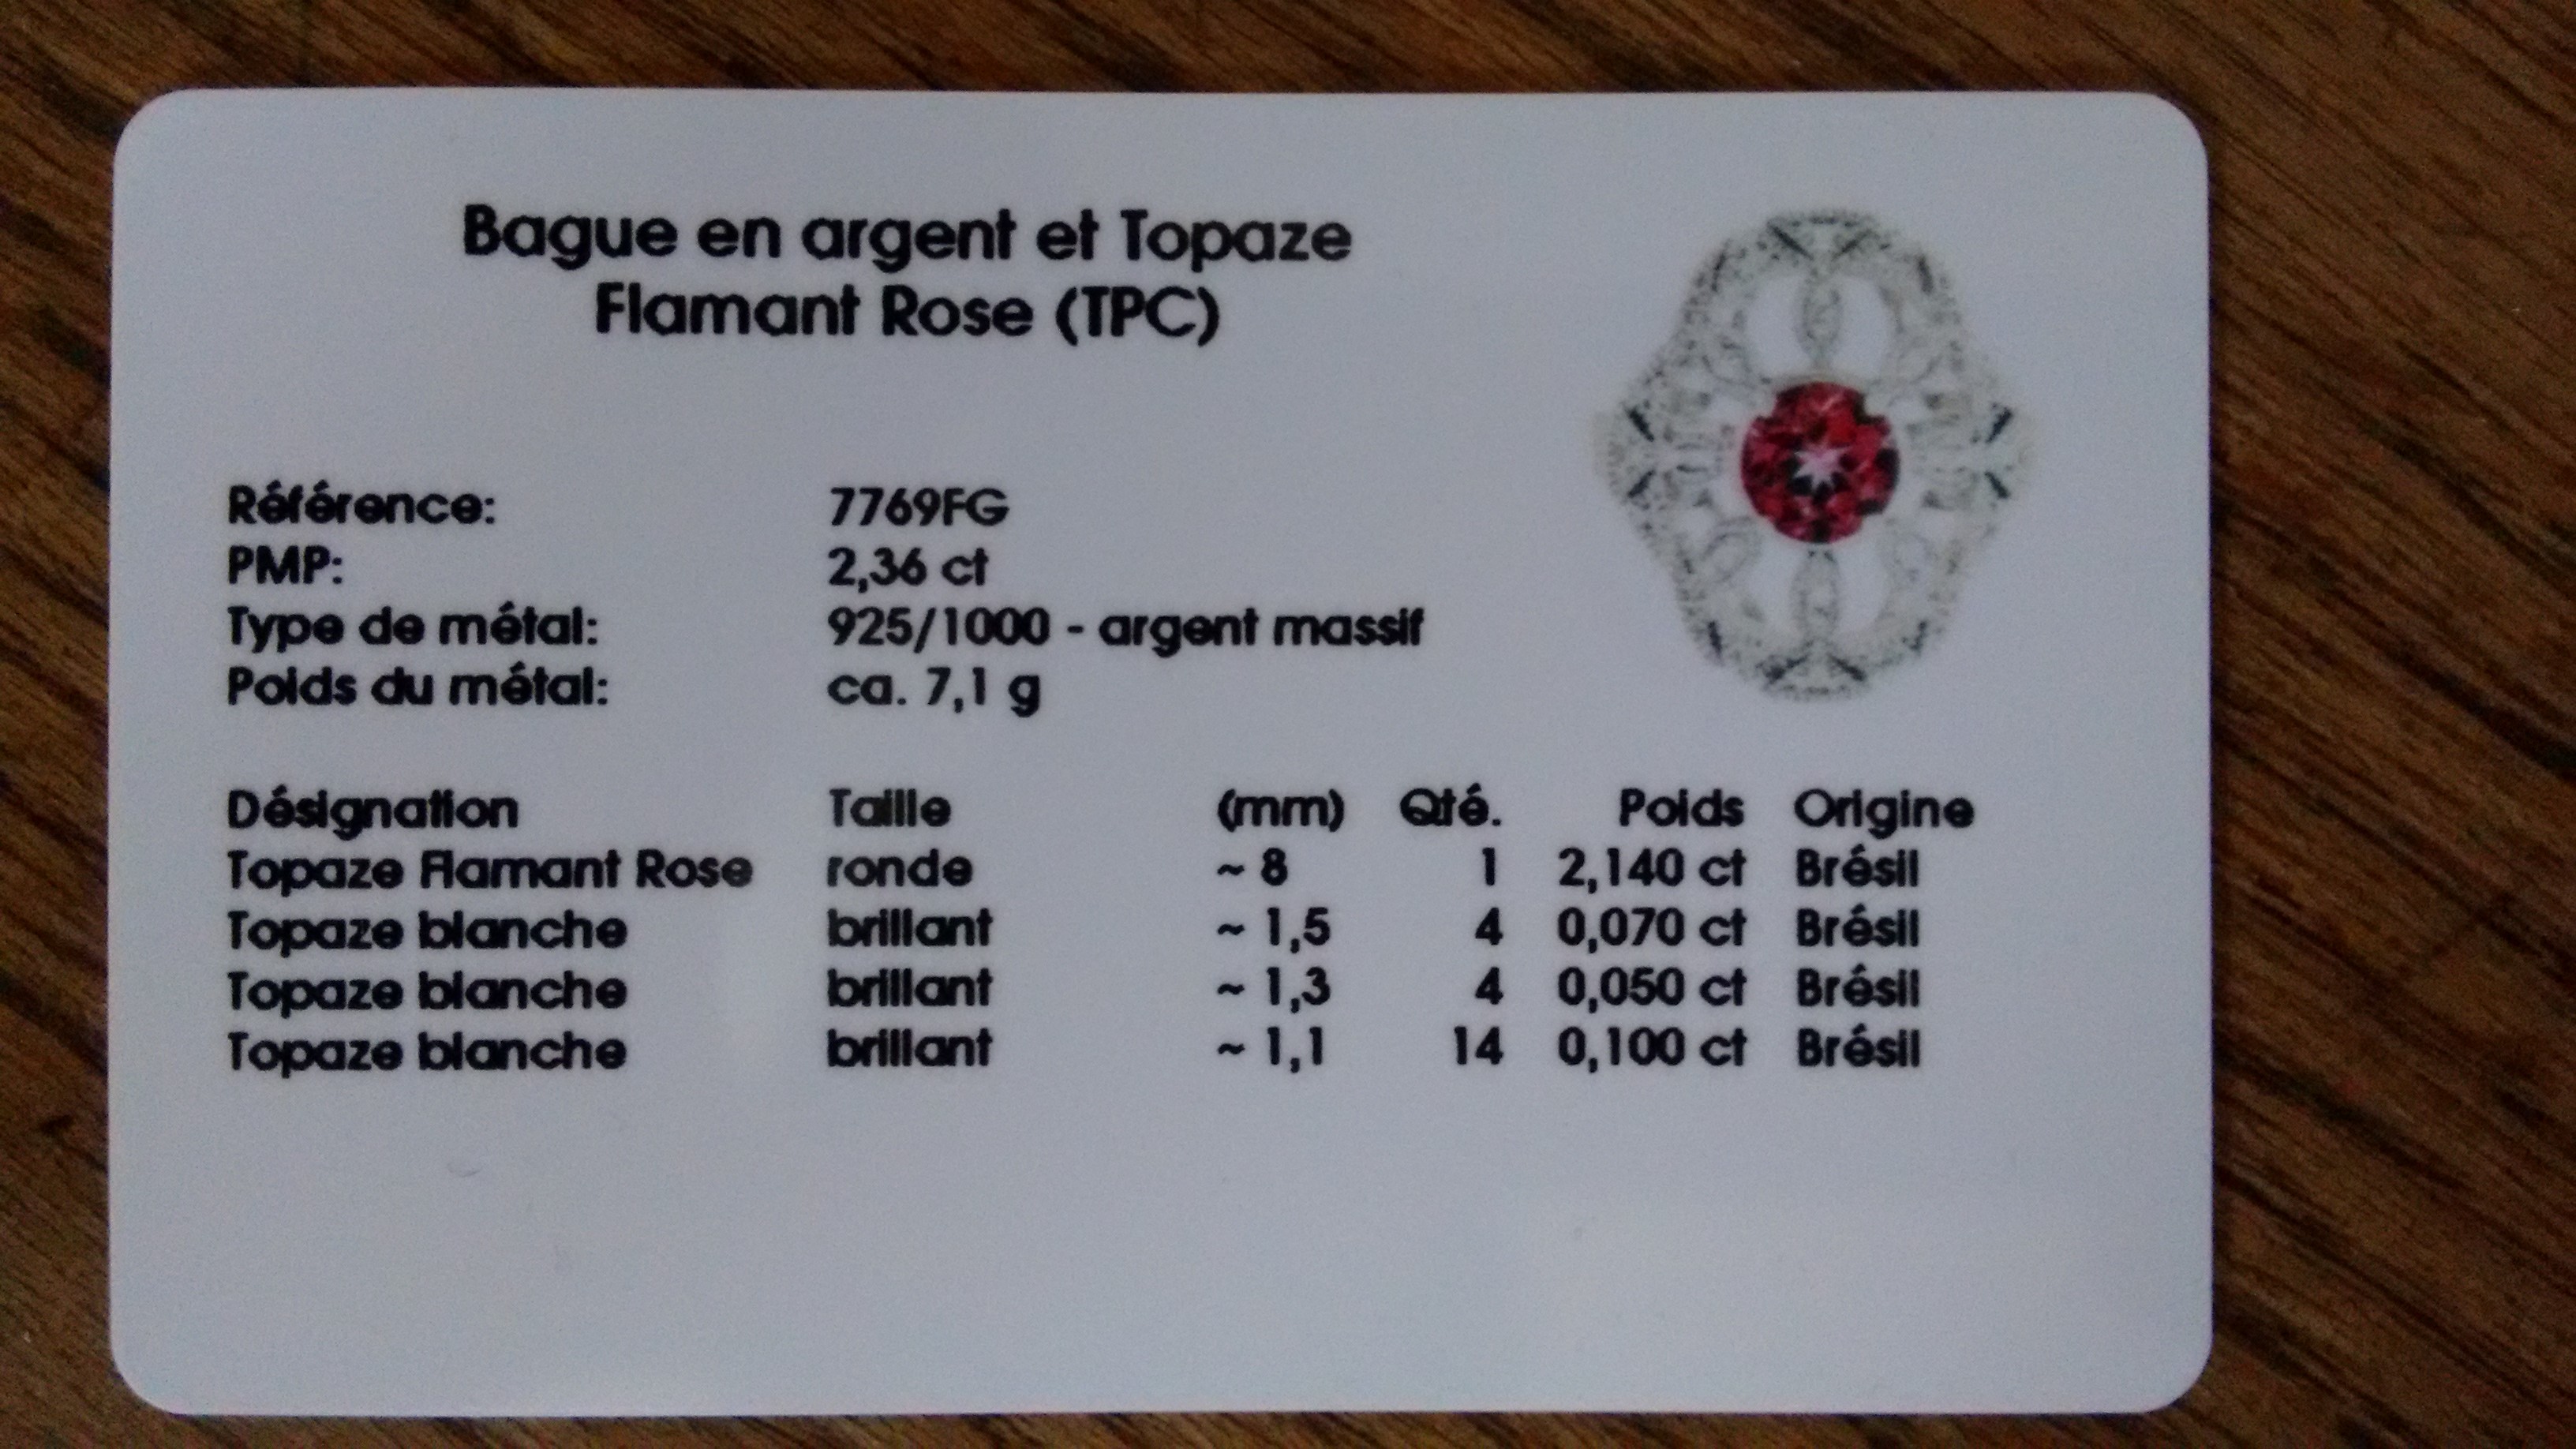 Bague en argent et Topaze
Flamant Rose (TPC)
Référence: 7769FG
PMP: 2,36 ct
Type de métal: 925/1000 - argent massif
Poids du métal: ca. 7,1 g
Désignation Taille (mm) Qté. Poids Origine
Topaze Flamant Rose ronde ~ 8 1 2,140 ct Brésil
Topaze blanche brillant ~ 1,5 4 0,070 ct Brésil
Topaze blanche brillant ~ 1,3 4 0,050 ct Brésil
Topaze blanche brillant ~ 1,1 14 0,100 ct Brésil